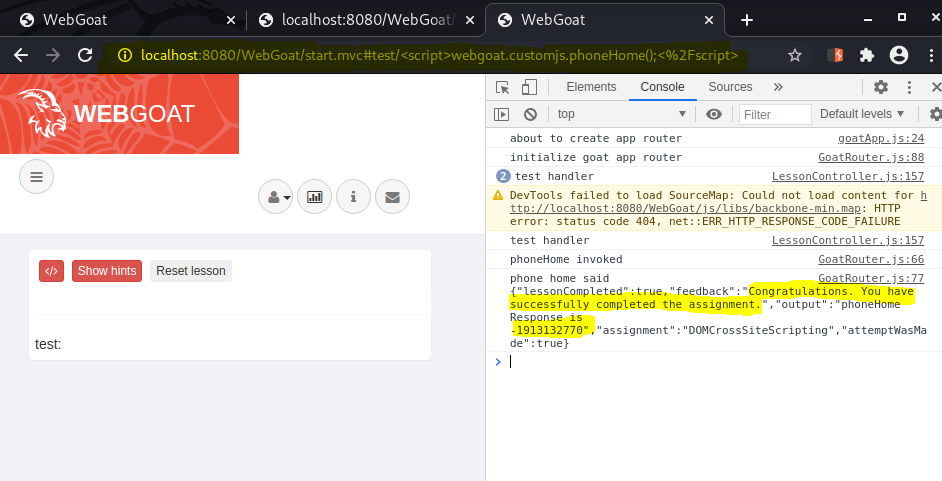 WebGoat
localhost:8080/WebGoat/
WebGoat
localhost:8080/WebGoat/start.mvc#test/<script>webgoat.customjs.phoneHome();<%2Fscript>
WEBGOAT
</> Show hints Reset lesson
test:
Elements Console Sources »
top Filter Default levels
about to create app router goatApp.js:24
initialize goat app router GoatRouter.js:88
2 test handler LessonController.js:157
DevTools failed to load SourceMap: Could not load content for h
ttp://localhost:8080/WebGoat/js/libs/backbone-min.map: HTTP
error: status code 404, net::ERR_HTTP_RESPONSE_CODE_FAILURE
test handler LessonController.js:157
phoneHome invoked GoatRouter.js:66
phone home said GoatRouter.js:77
{"lessonCompleted":true,"feedback":"Congratulations. You have
successfully completed the assignment.","output":"phoneHome
Response is
-1913132770","assignment":"DOMCrossSiteScripting","attemptWasMa
de":true}